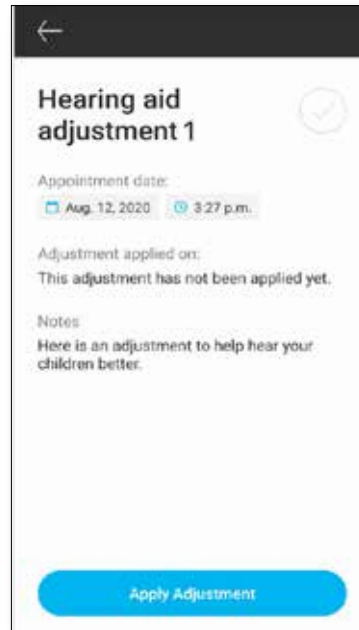 Hearing aid
adjustment 1
Appointment date:
Aug. 12, 2020 3:27 p.m.
Adjustment applied on:
This adjustment has not been applied yet.
Notes
Here is an adjustment to help hear your
children better.
Apply Adjustment